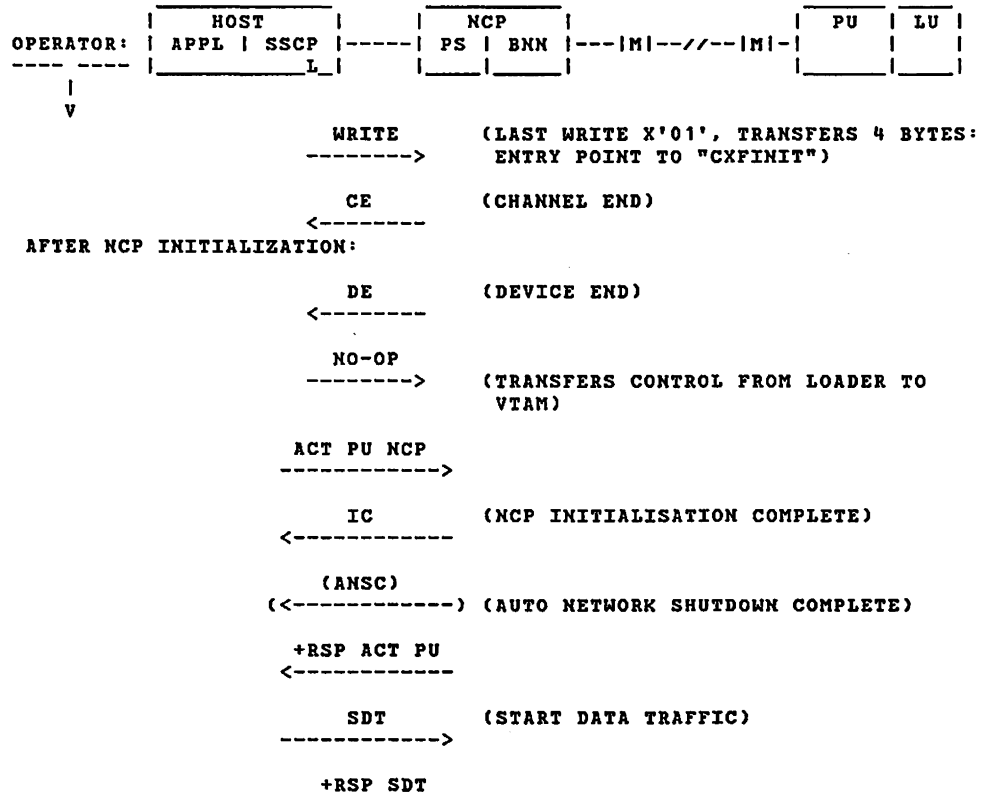 HOST NCP PU LU
OPERATOR: | APPL | SSCP |-----| PS | BNN |---|M|--//--|M|-| | |
---- ---- L
|
V
WRITE (LAST WRITE X'01', TRANSFERS 4 BYTES:
--------> ENTRY POINT TO "CXFINIT")
CE (CHANNEL END)
<--------
AFTER NCP INITIALIZATION:
DE (DEVICE END)
<--------
NO-OP
--------> (TRANSFERS CONTROL FROM LOADER TO
VTAM)
ACT PU NCP
------------>
IC (NCP INITIALISATION COMPLETE)
<------------
(ANSC)
(<------------) (AUTO NETWORK SHUTDOWN COMPLETE)
+RSP ACT PU
<------------
SDT (START DATA TRAFFIC)
------------>
+RSP SDT